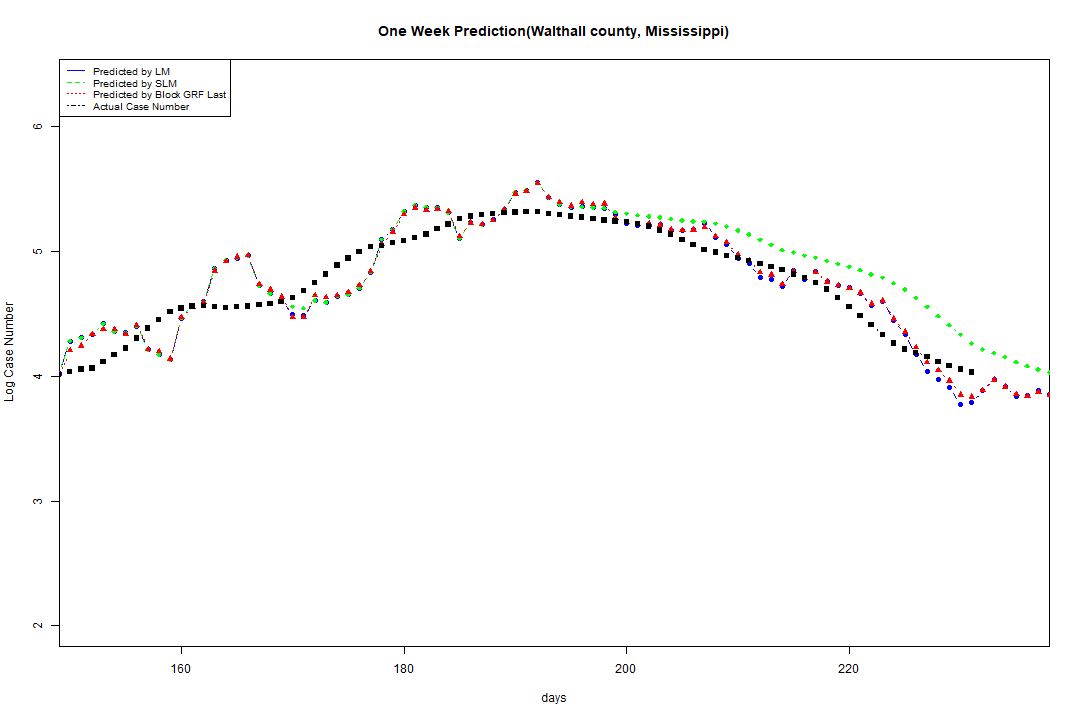 One Week Prediction(Walthall county, Mississippi)
Predicted by LM
Predicted by SLM
Predicted by Block GRF Last
Actual Case Number
6
5
4
3
2
Log Case Number
160
180
200
220
days